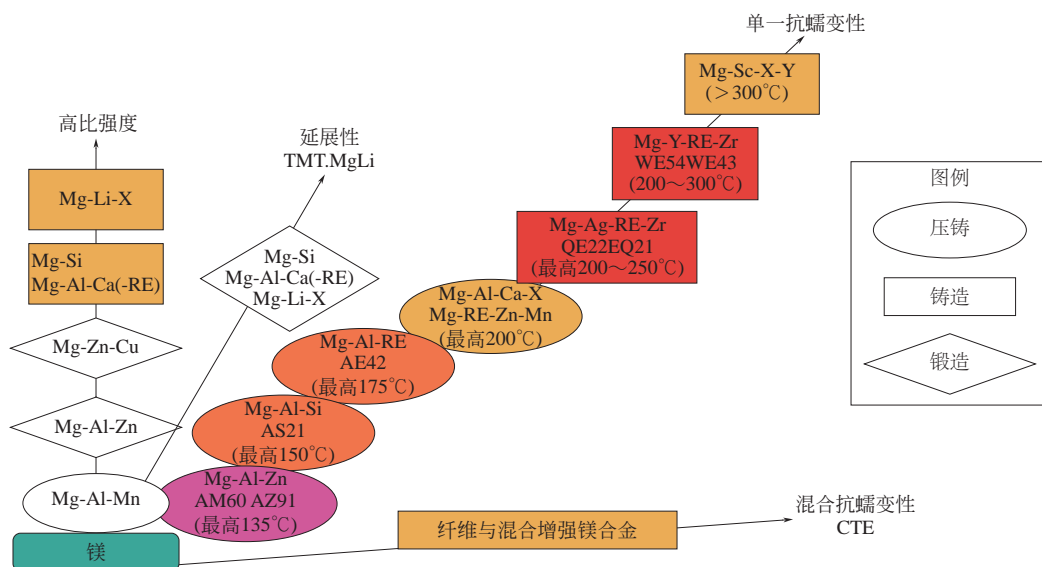 单一抗蠕变性
Mg-Sc-X-Y
(＞300℃)
高比强度
延展性
TMT.MgLi
Mg-Y-RE-Zr
WE54WE43
(200～300℃)
图例
Mg-Li-X
压铸
Mg-Ag-RE-Zr
QE22EQ21
(最高200～250℃)
Mg-Si
Mg-Al-Ca(-RE)
Mg-Si
Mg-Al-Ca(-RE)
Mg-Li-X
铸造
Mg-Al-Ca-X
Mg-RE-Zn-Mn
(最高200℃)
Mg-Zn-Cu
Mg-Al-RE
AE42
(最高175℃)
锻造
Mg-Al-Zn
Mg-Al-Si
AS21
(最高150℃)
Mg-Al-Mn
Mg-Al-Zn
AM60 AZ91
(最高135℃)
混合抗蠕变性
CTE
纤维与混合增强镁合金
镁